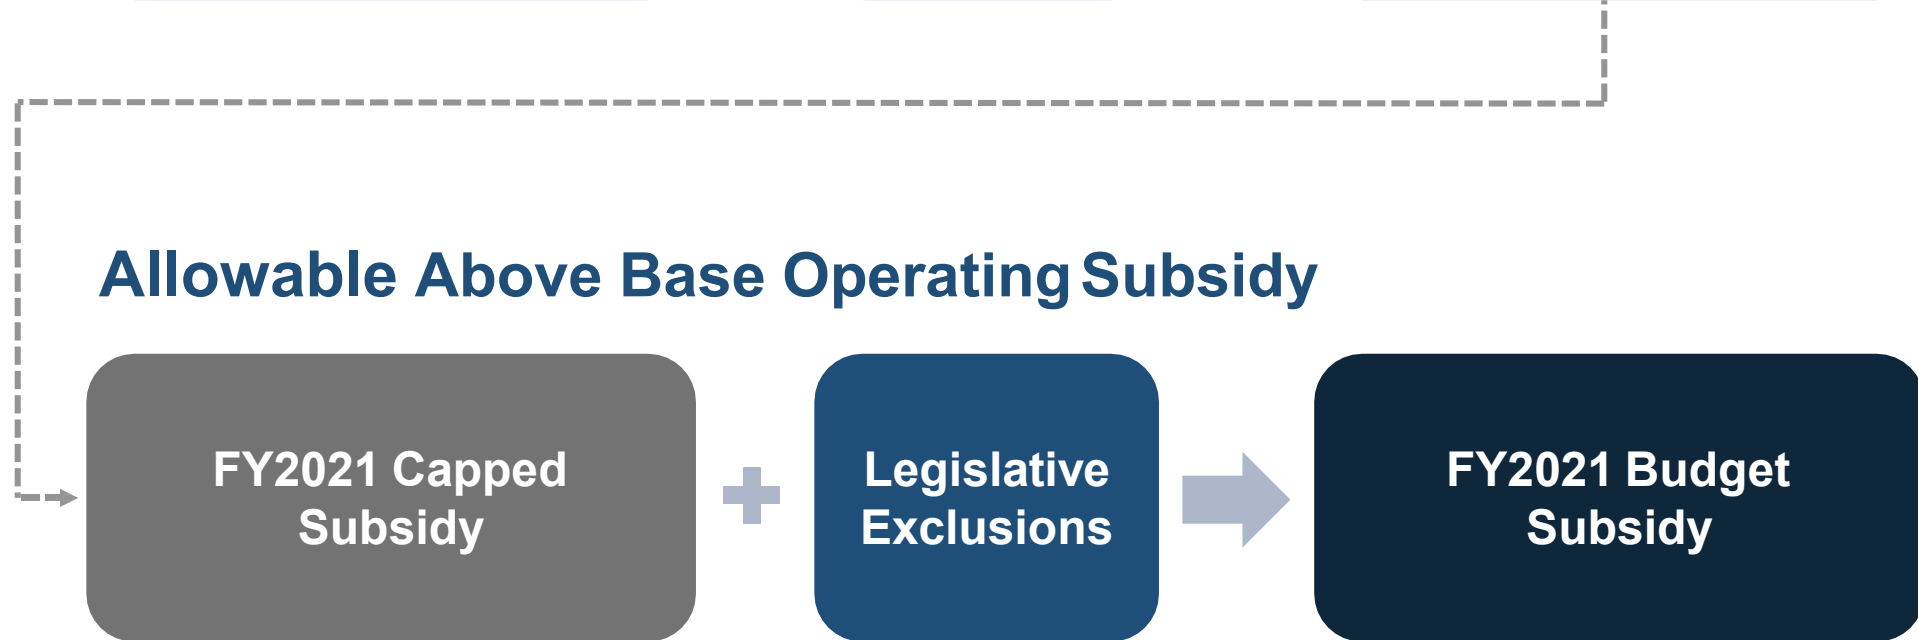 Allowable Above Base Operating Subsidy
FY2021 Capped
Subsidy
Legislative
Exclusions
FY2021 Budget
Subsidy